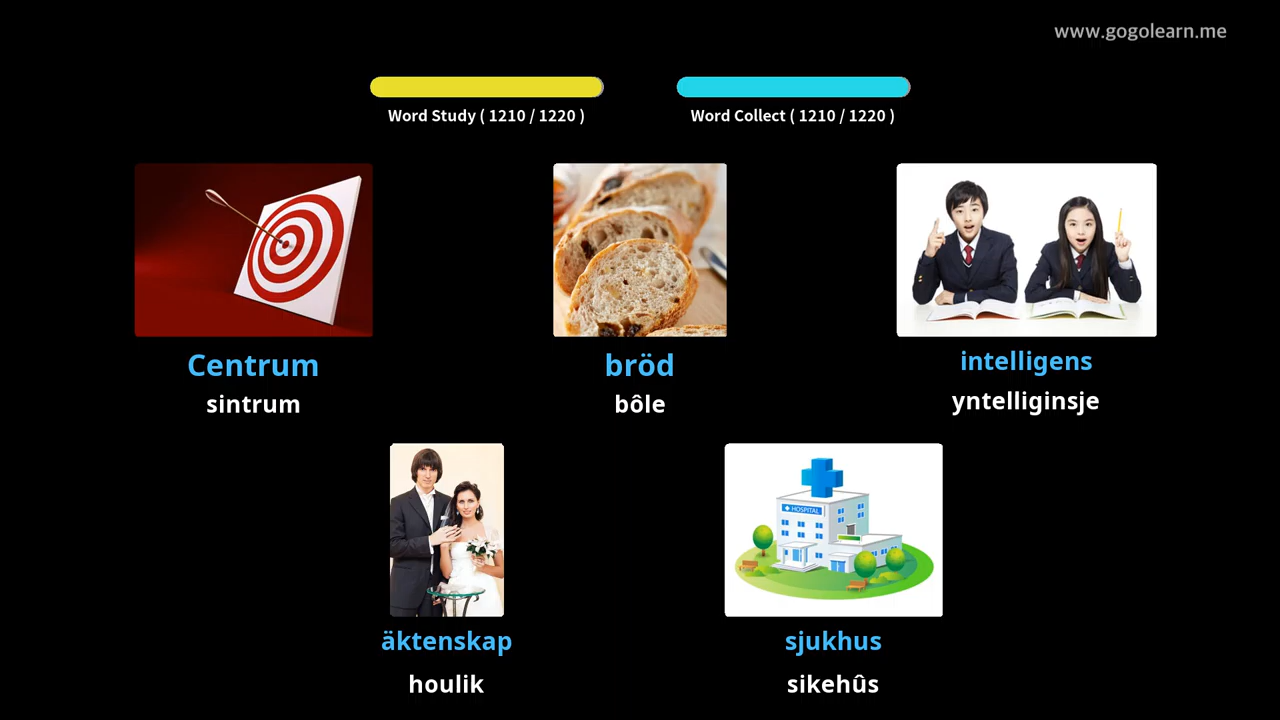 www.gogolearn.me
Word Study ( 1210 / 1220 )
Word Collect ( 1210 / 1220 )
Centrum
sintrum
bröd
bôle
intelligens
yntelliginsje
HOSPITAL
äktenskap
houlik
sjukhus
sikehûs